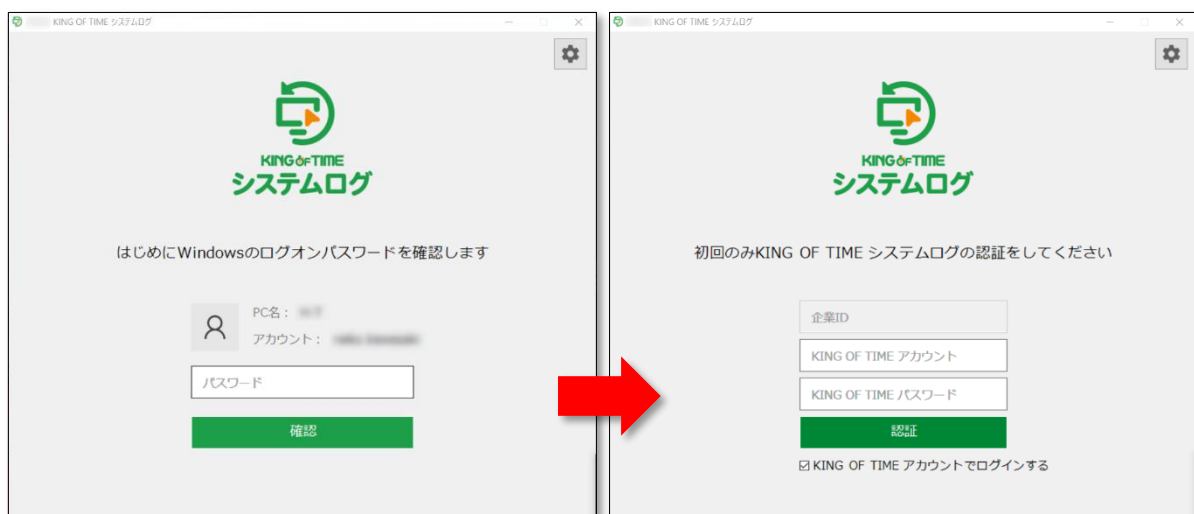 KING OF TIME システムログ
KING OF TIME
システムログ
はじめにWindowsのログオンパスワードを確認します
PC名：
アカウント：
パスワード
確認
KING OF TIME システムログ
KING OF TIME
システムログ
初回のみKING OF TIME システムログの認証をしてください
企業ID
KING OF TIME アカウント
KING OF TIME パスワード
認証
KING OF TIME アカウントでログインする